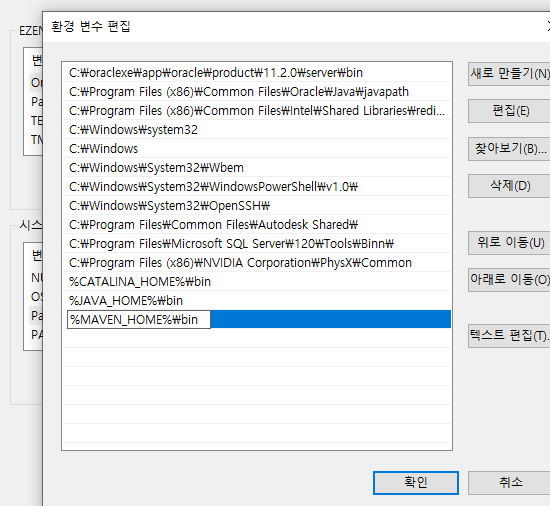 환경 변수 편집
EZEN
C:₩oraclexe₩app₩oracle₩product₩11.2.0₩server₩bin
C:₩Program Files (x86)₩Common Files₩Oracle₩Java₩javapath
C:₩Program Files (x86)₩Common Files₩Intel₩Shared Libraries₩redi...
C:₩Windows₩system32
C:₩Windows
C:₩Windows₩System32₩Wbem
C:₩Windows₩System32₩WindowsPowerShell₩v1.0₩
C:₩Windows₩System32₩OpenSSH₩
C:₩Program Files₩Common Files₩Autodesk Shared₩
C:₩Program Files₩Microsoft SQL Server₩120₩Tools₩Binn₩
C:₩Program Files (x86)₩NVIDIA Corporation₩PhysX₩Common
%CATALINA_HOME%₩bin
%JAVA_HOME%₩bin
%MAVEN_HOME%₩bin
새로 만들기(N)
편집(E)
찾아보기(B)...
삭제(D)
위로 이동(U)
아래로 이동(O)
텍스트 편집(T)...
변
Or
Pa
TE
TN
시스
변
NU
OS
Pa
PA
확인
취소